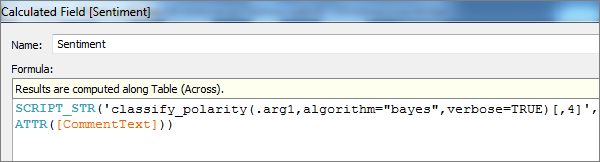 Calculated Field [Sentiment]
Name: Sentiment
Formula:
Results are computed along Table (Across).
SCRIPT_STR('classify_polarity(.arg1,algorithm="bayes",verbose=TRUE)[,4]',
ATTR([CommentText]))